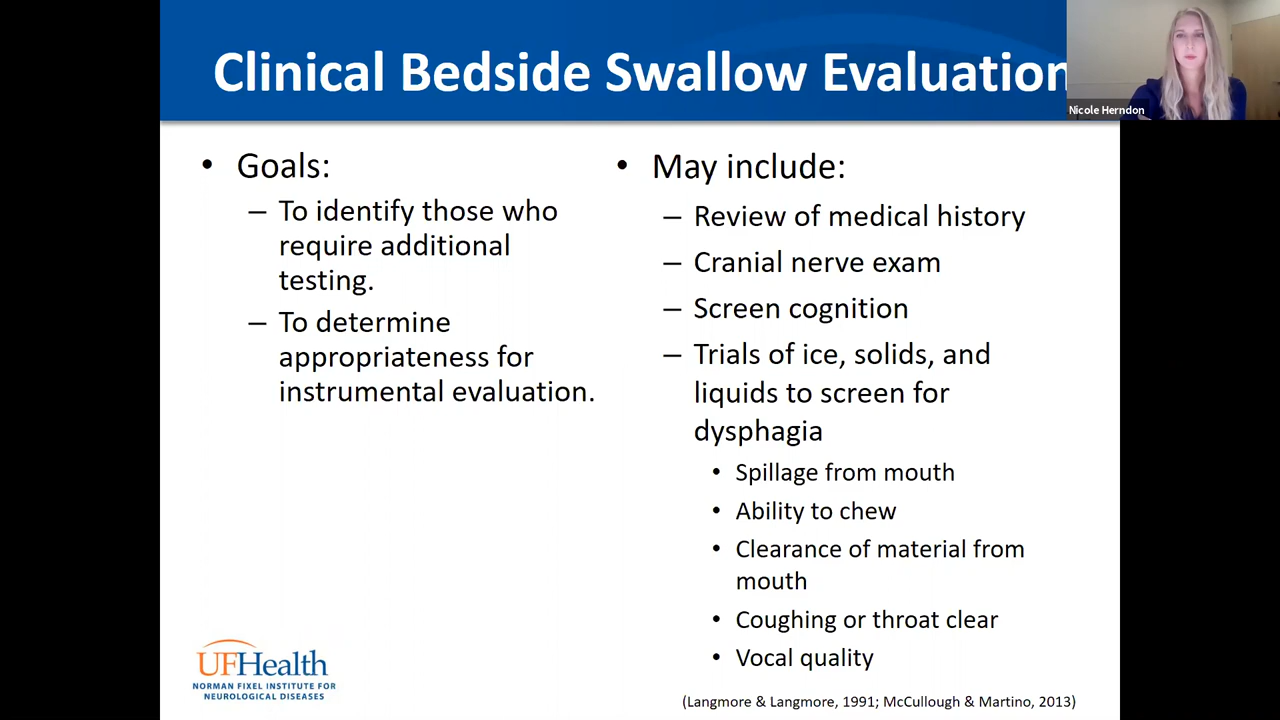 Clinical Bedside Swallow Evaluation
Nicole Herndon
• Goals:
– To identify those who
require additional
testing.
– To determine
appropriateness for
instrumental evaluation.
• May include:
– Review of medical history
– Cranial nerve exam
– Screen cognition
– Trials of ice, solids, and
liquids to screen for
dysphagia
• Spillage from mouth
• Ability to chew
• Clearance of material from
mouth
• Coughing or throat clear
• Vocal quality
UFHealth
NORMAN FIXEL INSTITUTE FOR
NEUROLOGICAL DISEASES
(Langmore & Langmore, 1991; McCullough & Martino, 2013)